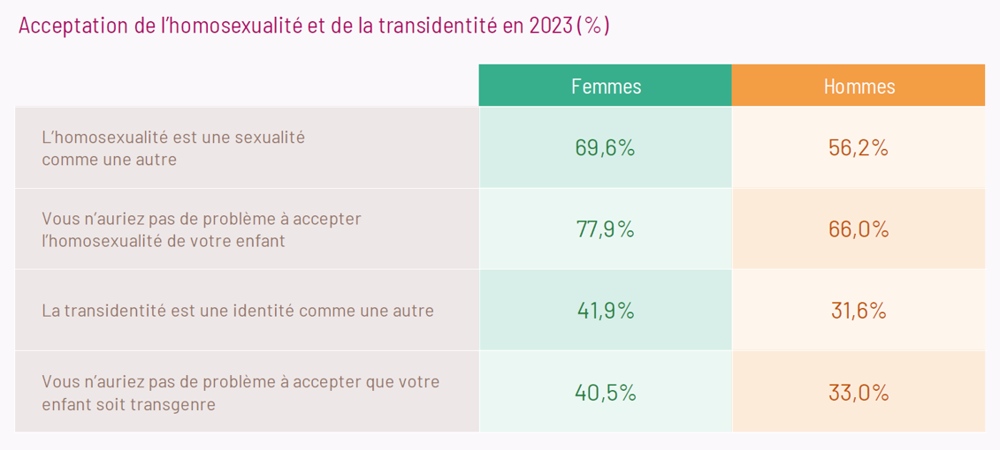 Acceptation de l’homosexualité et de la transidentité en 2023 (%)
Femmes
Hommes
L’homosexualité est une sexualité
comme une autre
69,6%
56,2%
Vous n’auriez pas de problème à accepter
l’homosexualité de votre enfant
77,9%
66,0%
La transidentité est une identité comme une autre
41,9%
31,6%
Vous n’auriez pas de problème à accepter que votre
enfant soit transgenre
40,5%
33,0%